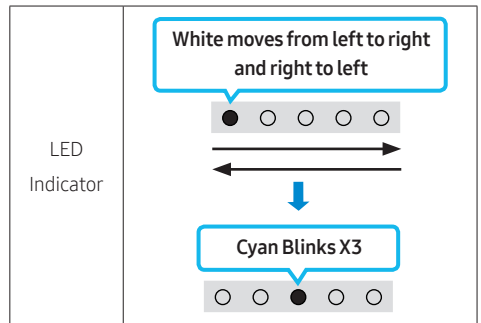 White moves from left to right
and right to left
LED
Indicator
Cyan Blinks X3